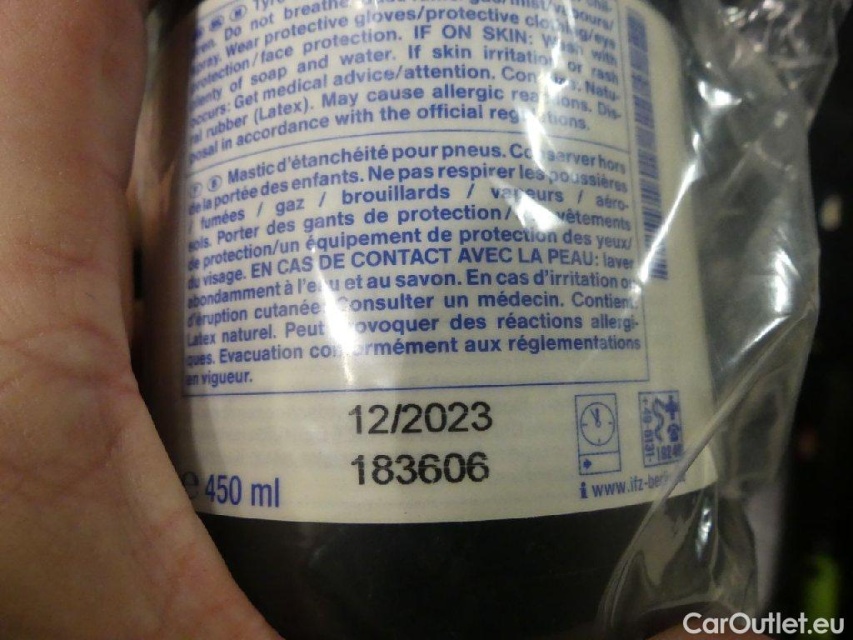 Do not breathe
spray. Wear protective gloves/protective clothing/eye
protection/face protection. IF ON SKIN: Wash with
plenty of soap and water. If skin irritation or rash
occurs: Get medical advice/attention. Contains. Natu-
ral rubber (Latex). May cause allergic reactions. Dis-
posal in accordance with the official regulations.
Mastic d'étanchéité pour pneus. Conserver hors
de la portée des enfants. Ne pas respirer les poussières
/ fumées / gaz / brouillards / vapeurs / aéro-
sols. Porter des gants de protection/ vêtements
de protection/un équipement de protection des yeux/
du visage. EN CAS DE CONTACT AVEC LA PEAU: laver
abondamment à l'eau et au savon. En cas d'irritation ou
d'éruption cutanée: Consulter un médecin. Contient
Latex naturel. Peut provoquer des réactions allergi-
ques. Evacuation conformément aux réglementations
en vigueur.
12/2023
183606
e 450 ml
i www.ifz-berlin
CarOutlet.eu